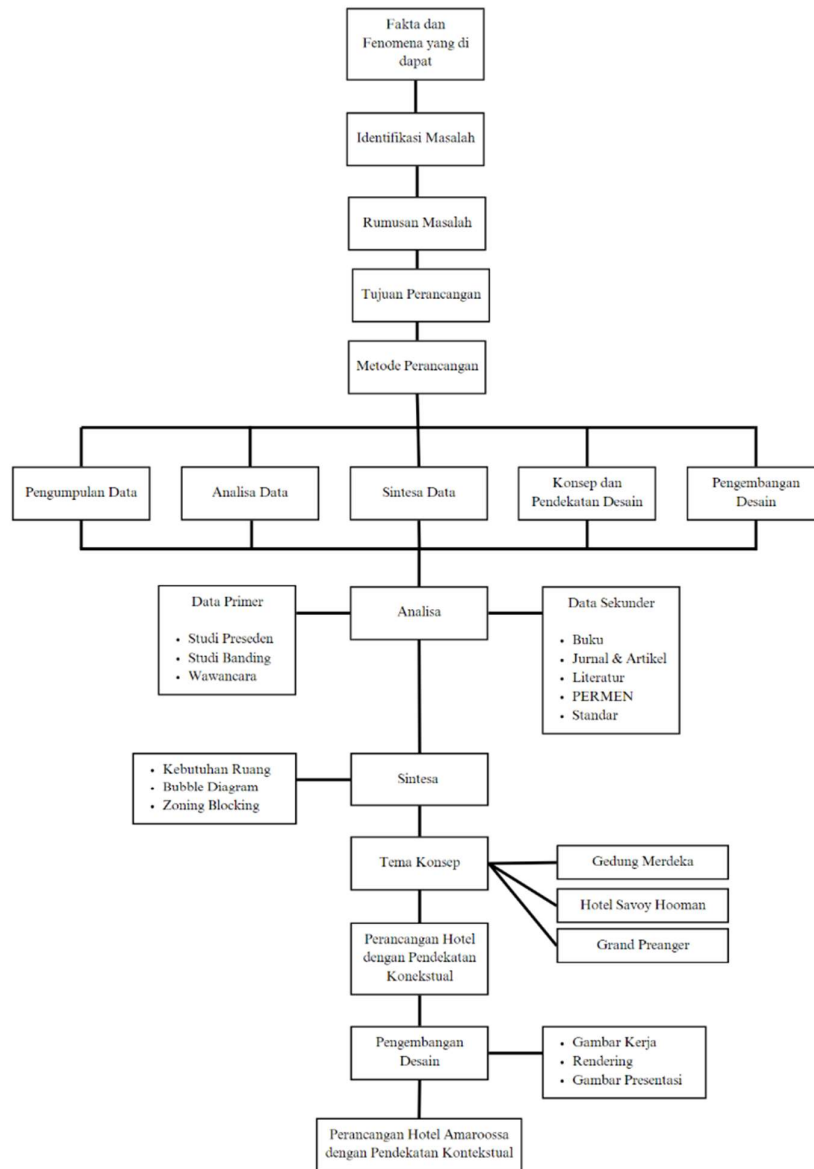 Fakta dan
Fenomena yang di
dapat
Identifikasi Masalah
Rumusan Masalah
Tujuan Perancangan
Metode Perancangan
Pengumpulan Data
Analisa Data
Sintesa Data
Konsep dan
Pendekatan Desain
Pengembangan
Desain
Data Primer
• Studi Preseden
• Studi Banding
• Wawancara
Analisa
Data Sekunder
• Buku
• Jurnal & Artikel
• Literatur
• PERMEN
• Standar
• Kebutuhan Ruang
• Bubble Diagram
• Zoning Blocking
Sintesa
Tema Konsep
Gedung Merdeka
Hotel Savoy Hooman
Grand Preanger
Perancangan Hotel
dengan Pendekatan
Konekstual
Pengembangan
Desain
• Gambar Kerja
• Rendering
• Gambar Presentasi
Perancangan Hotel Amaroossa
dengan Pendekatan Kontekstual